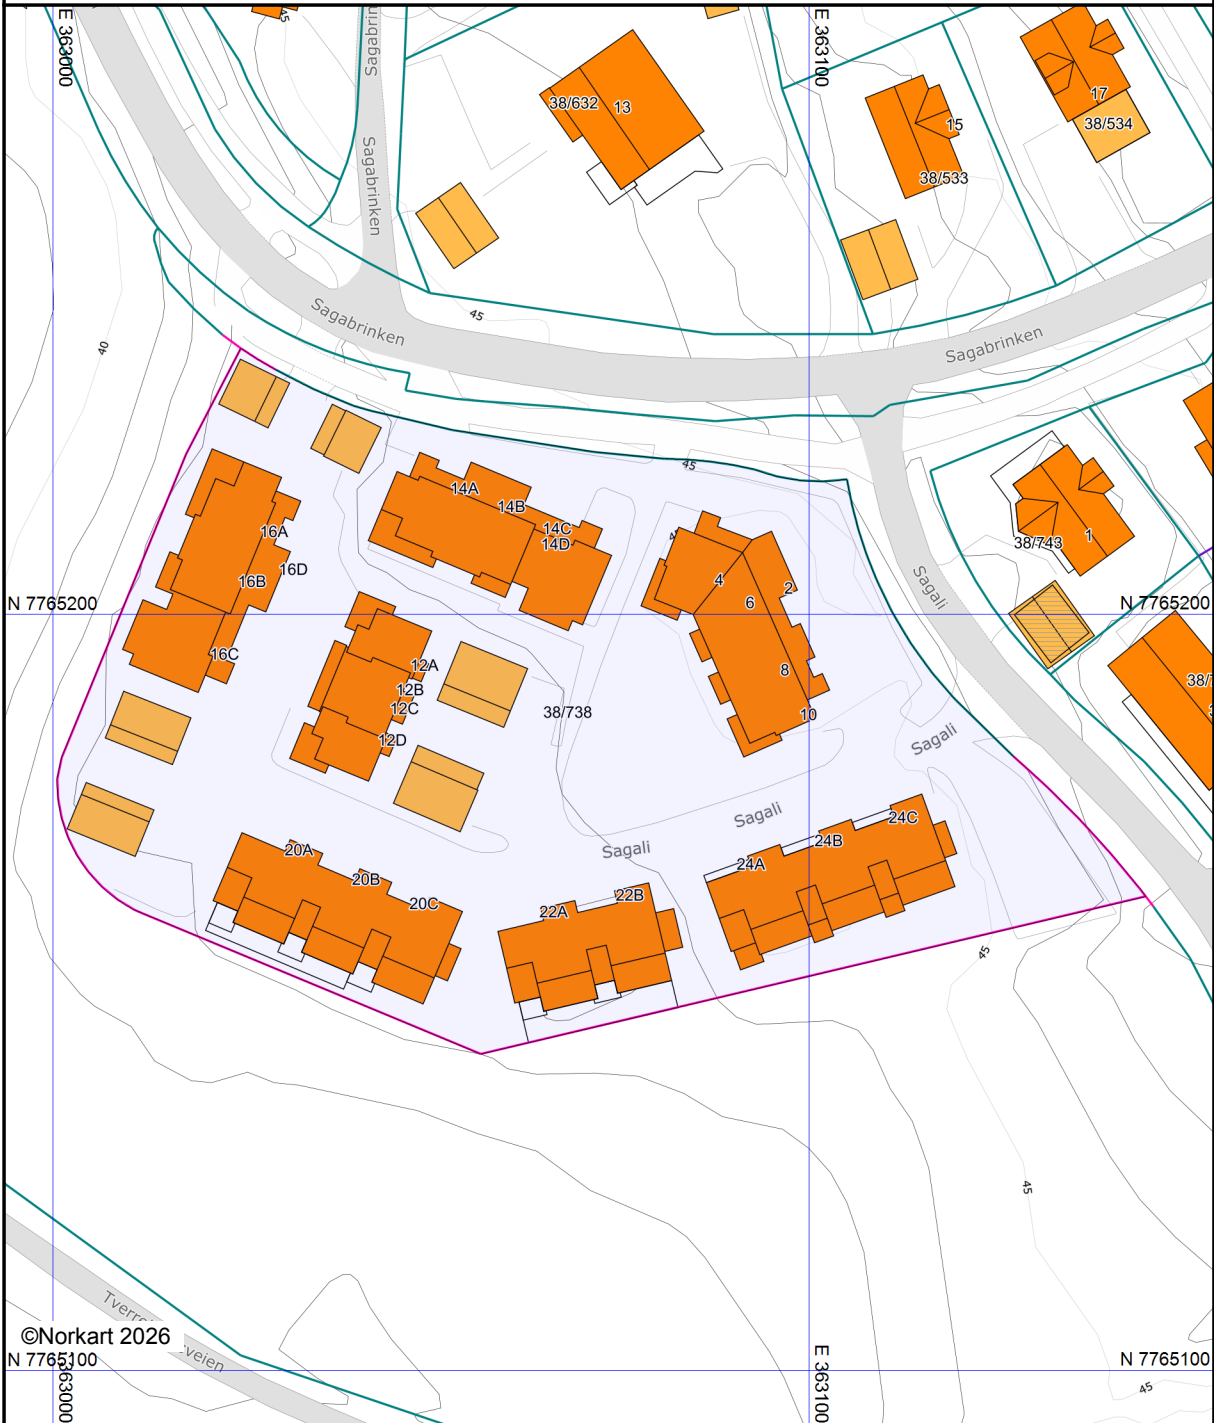 E 363000
45
Sagabrinken
E 363100
38/632
13
17
38/534
15
38/533
Sagabrinken
Sagabrinken
45
Sagabrinken
40
45
14A
14B
14C
14D
16A
16D
16B
16C
4
2
6
8
10
38/743
1
Sagali
N 7765200
N 7765200
12A
12B
12C
12D
38/738
Sagali
Sagali
Sagali
24A
24B
24C
20A
20B
20C
22A
22B
45
45
©Norkart 2026
N 7765100
N 7765100
E 363100
45